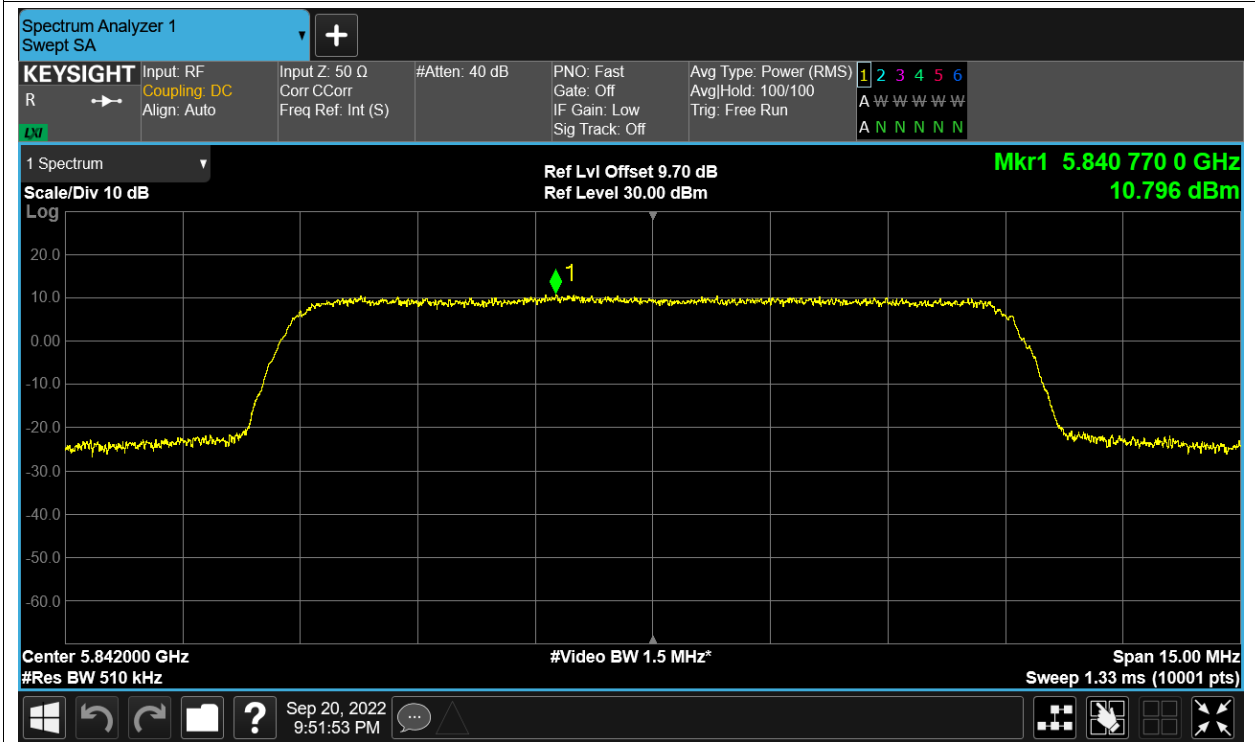 Spectrum Analyzer 1
Swept SA
KEYSIGHT
R
LXI
Input: RF
Coupling: DC
Align: Auto
Input Z: 50 Ω
Corr CCorr
Freq Ref: Int (S)
#Atten: 40 dB
PNO: Fast
Gate: Off
IF Gain: Low
Sig Track: Off
Avg Type: Power (RMS)
Avg|Hold: 100/100
Trig: Free Run
1 2 3 4 5 6
A W W W W W
A N N N N N
1 Spectrum
Scale/Div 10 dB
Log
Ref Lvl Offset 9.70 dB
Ref Level 30.00 dBm
Mkr1 5.840 770 0 GHz
10.796 dBm
1
20.0
10.0
0.00
-10.0
-20.0
-30.0
-40.0
-50.0
-60.0
Center 5.842000 GHz
#Res BW 510 kHz
#Video BW 1.5 MHz*
Span 15.00 MHz
Sweep 1.33 ms (10001 pts)
?
Sep 20, 2022
9:51:53 PM